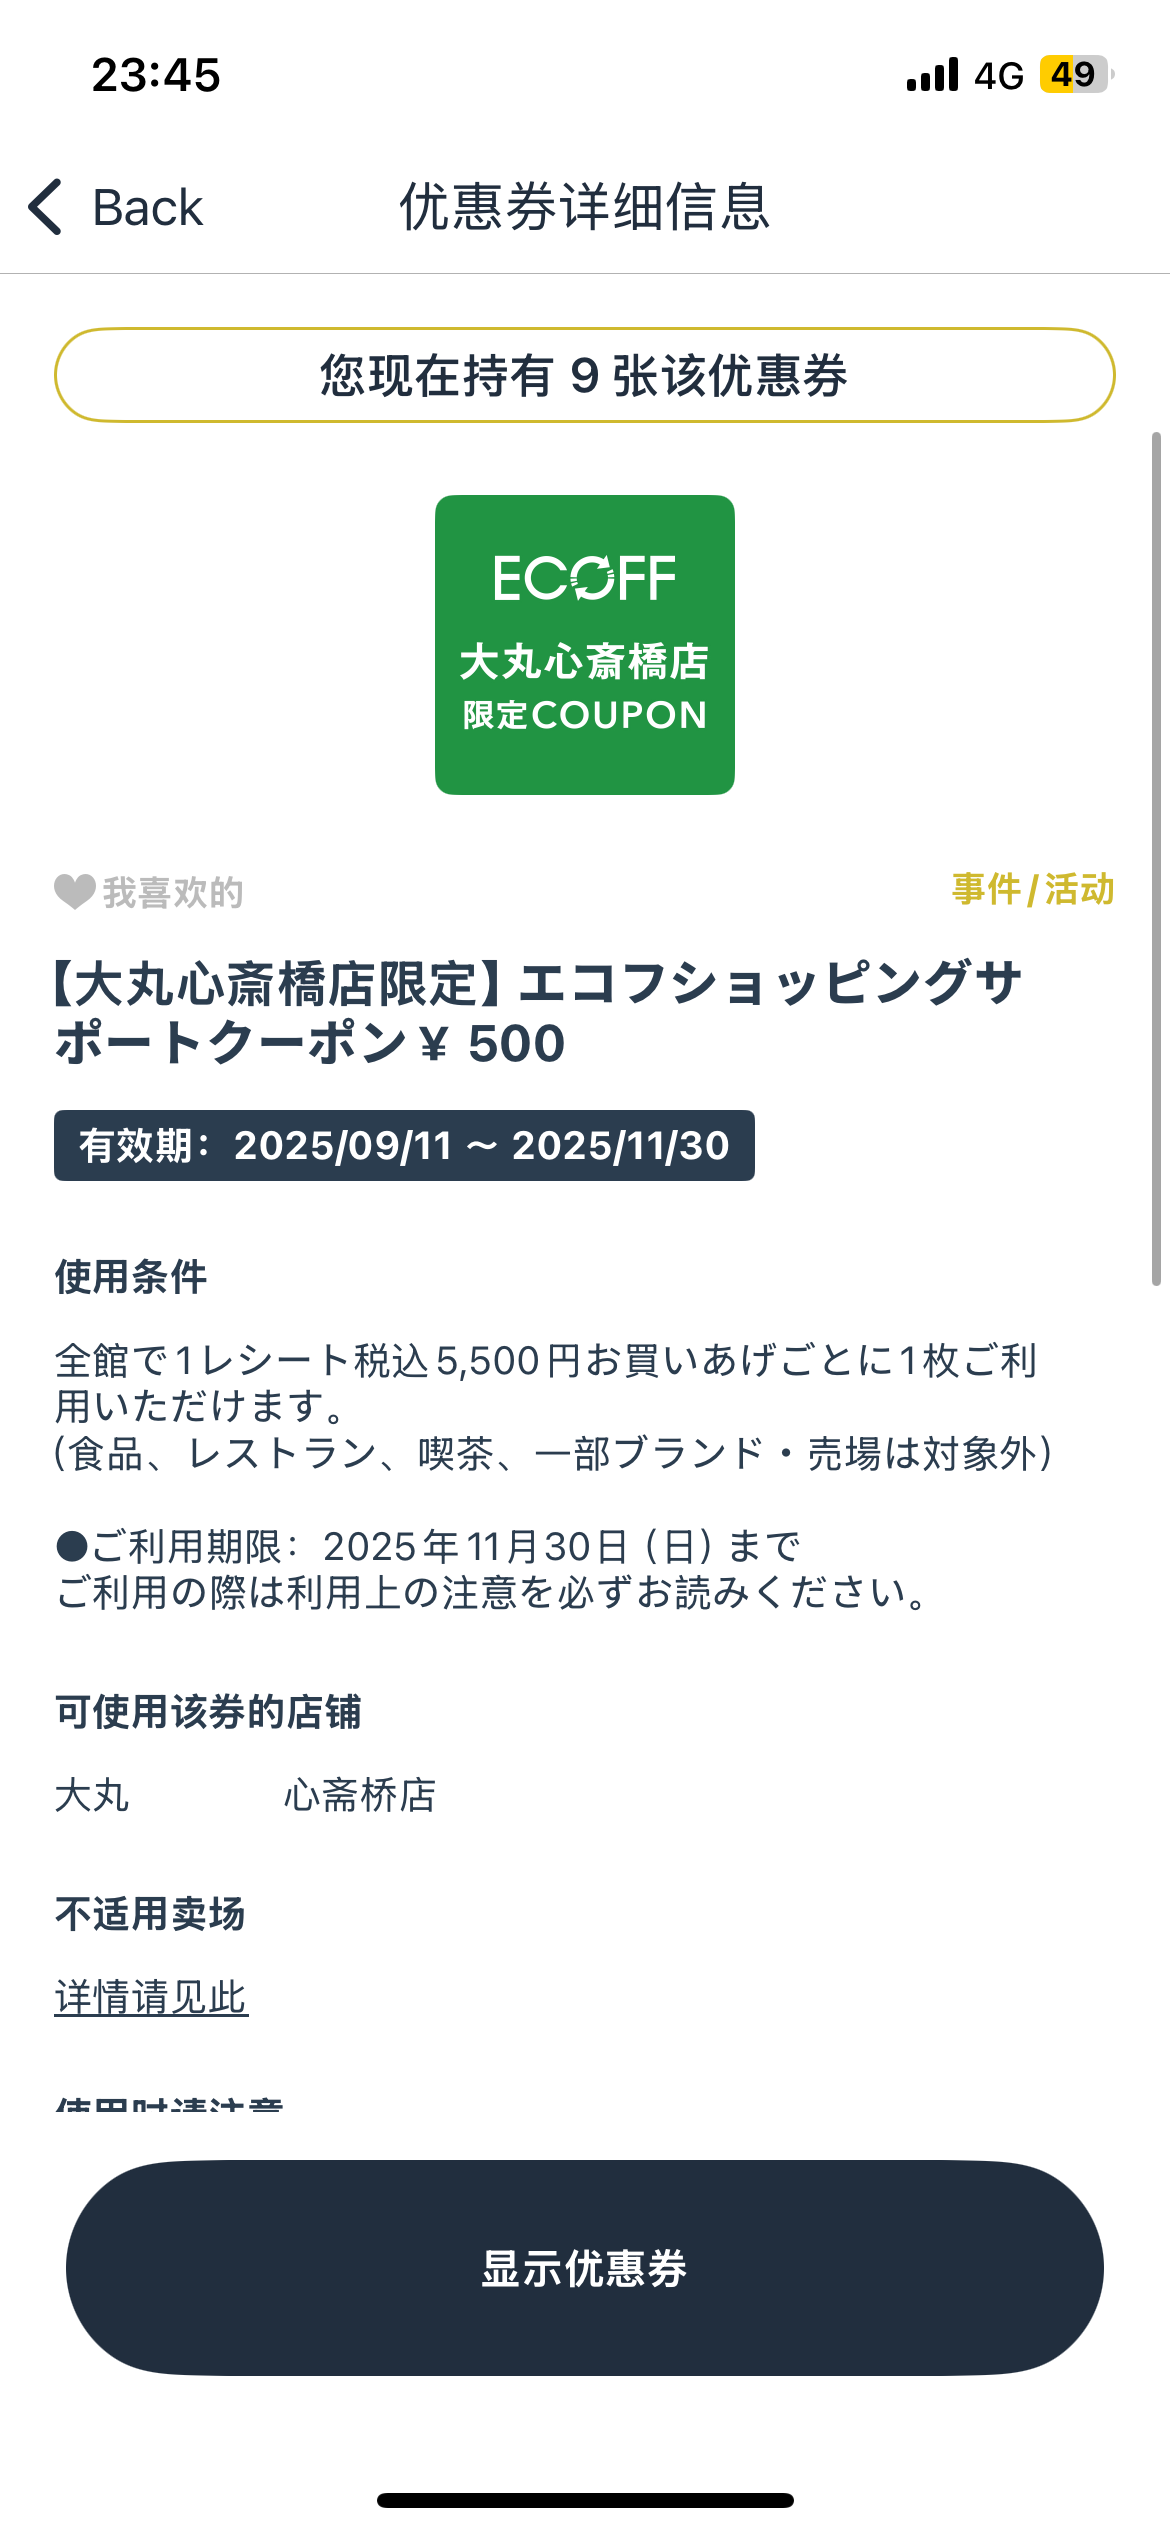 23:45
4G 49
Back 优惠券详细信息
您现在持有 9 张该优惠券
ECOFF
大丸心斎橋店
限定COUPON
我喜欢的 事件/活动
【大丸心斎橋店限定】エコフショッピングサ
ポートクーポン¥ 500
有效期：2025/09/11 ～ 2025/11/30
使用条件
全館で1レシート税込5,500円お買いあげごとに1枚ご利
用いただけます。
(食品、レストラン、喫茶、一部ブランド・売場は対象外)
●ご利用期限：2025年11月30日（日）まで
ご利用の際は利用上の注意を必ずお読みください。
可使用该券的店铺
大丸 心斋桥店
不适用卖场
详情请见此
使用时请注意
显示优惠券